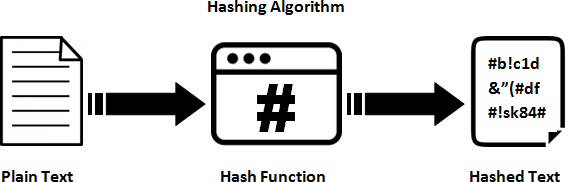 Hashing Algorithm
#
#b!c1d
&”(#df
#!sk84#
Plain Text
Hash Function
Hashed Text